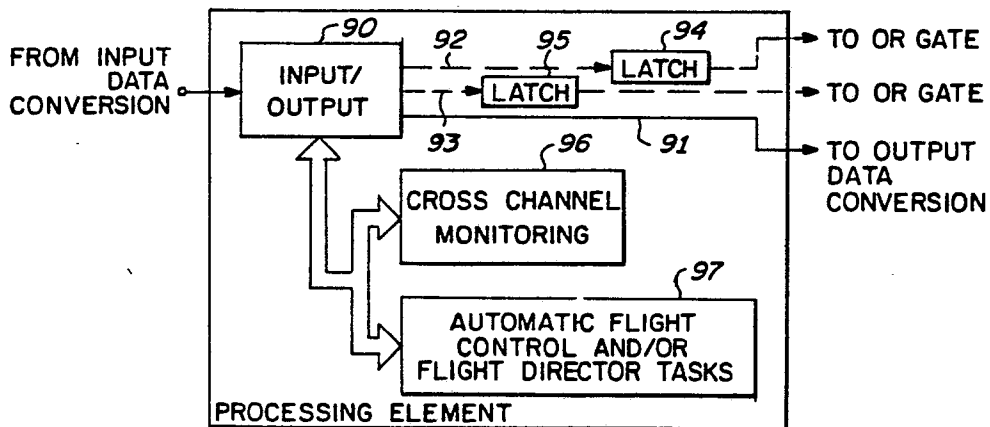 90
92
95
94
TO OR GATE
FROM INPUT
DATA
CONVERSION
INPUT/
OUTPUT
LATCH
LATCH
TO OR GATE
93
91
96
TO OUTPUT
DATA
CONVERSION
CROSS CHANNEL
MONITORING
97
AUTOMATIC FLIGHT
CONTROL AND/OR
FLIGHT DIRECTOR TASKS
PROCESSING ELEMENT